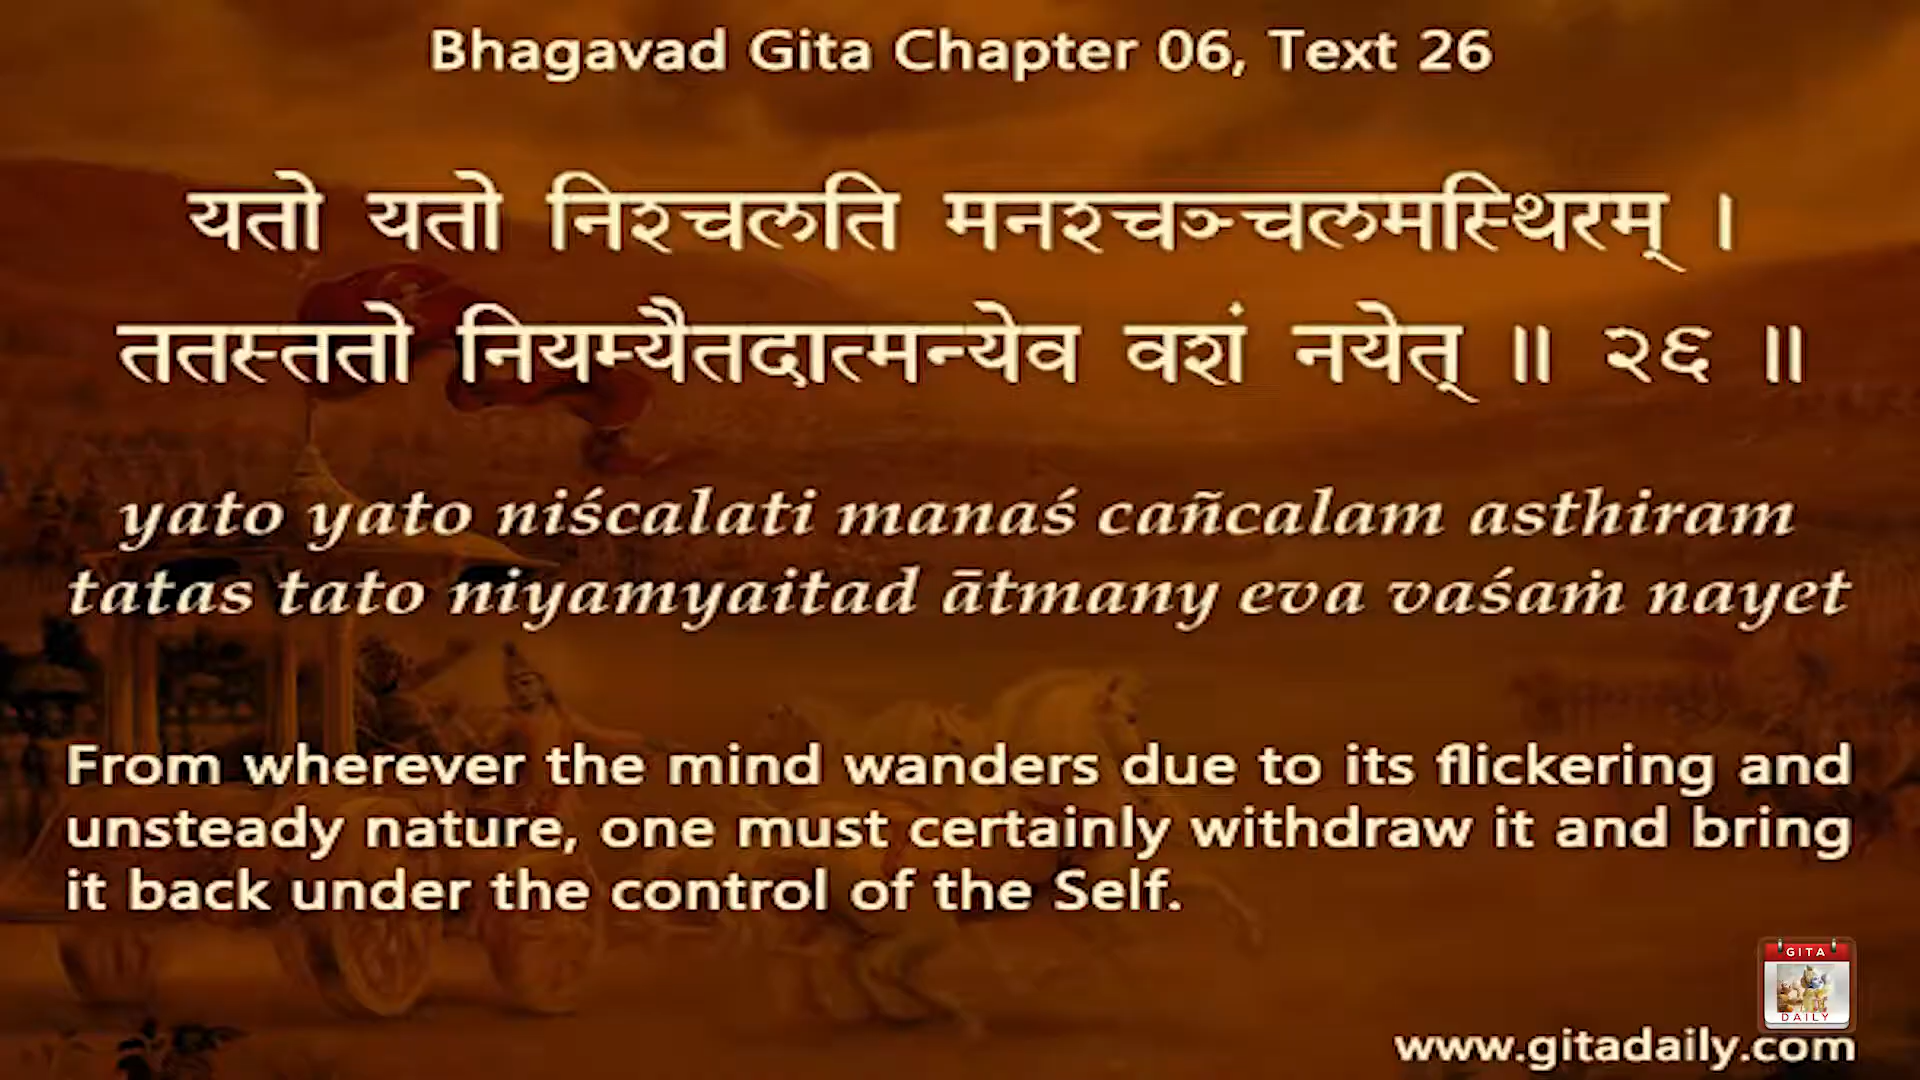 Bhagavad Gita Chapter 06, Text 26
यतो यतो निश्चलति मनश्चञ्चलमस्थिरम् ।
ततस्ततो नियम्यैतदात्मन्येव वशं नयेत् ॥ २६ ॥
yato yato niścalati manaś cañcalam asthiram
tatas tato niyamyaitad ātmany eva vaśaṁ nayet
From wherever the mind wanders due to its flickering and
unsteady nature, one must certainly withdraw it and bring
it back under the control of the Self.
GITA
DAILY
www.gitadaily.com